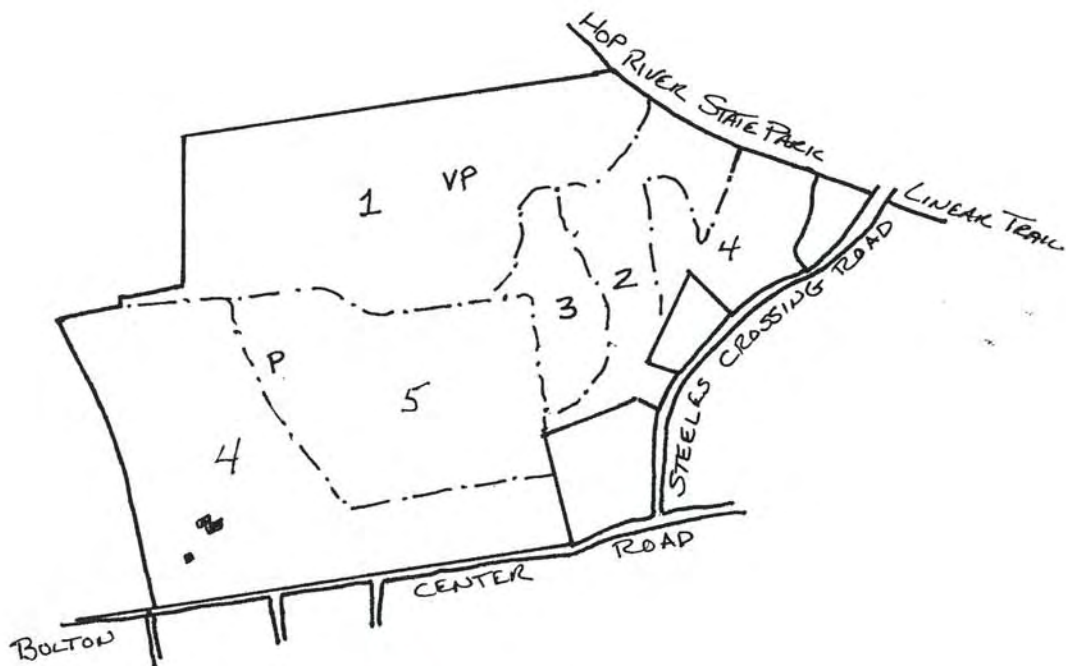 HOP RIVER STATE PARK
LINEAR TRAIL
1
VP
4
2
3
STEELES CROSSING ROAD
P
5
4
BOLTON CENTER ROAD